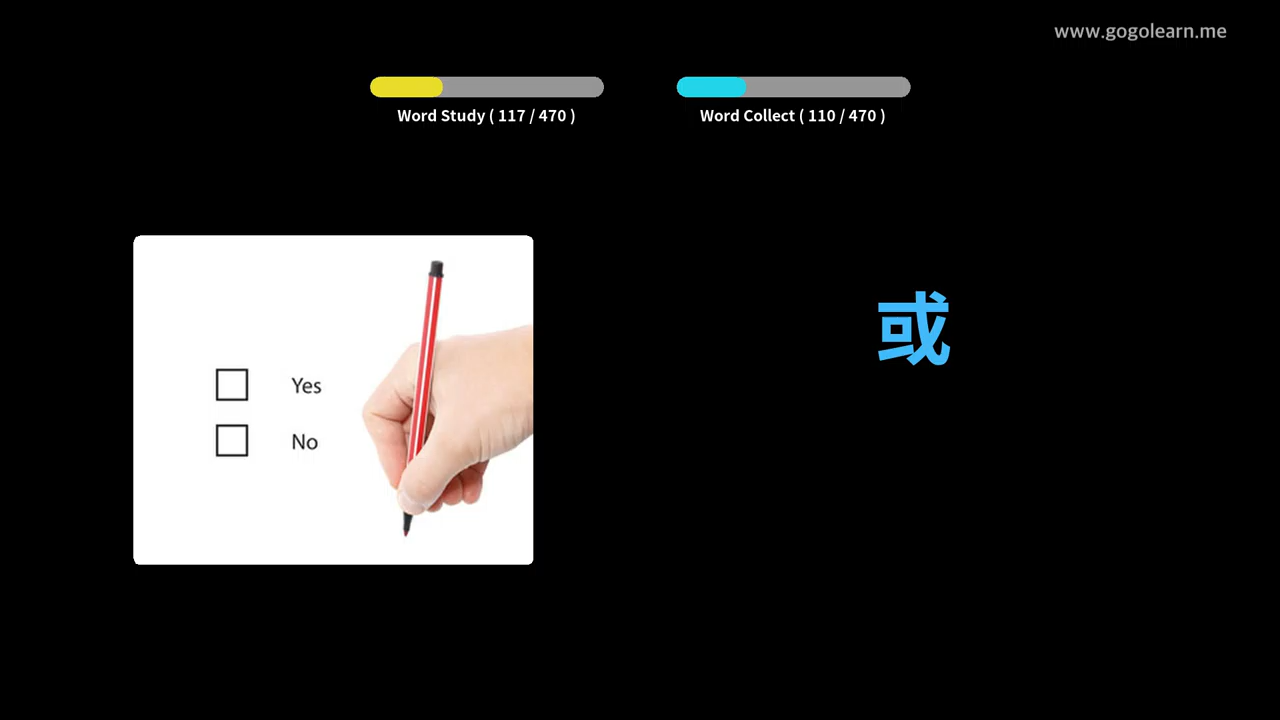 www.gogolearn.me
Word Study ( 117 / 470 )
Word Collect ( 110 / 470 )
Yes
No
或